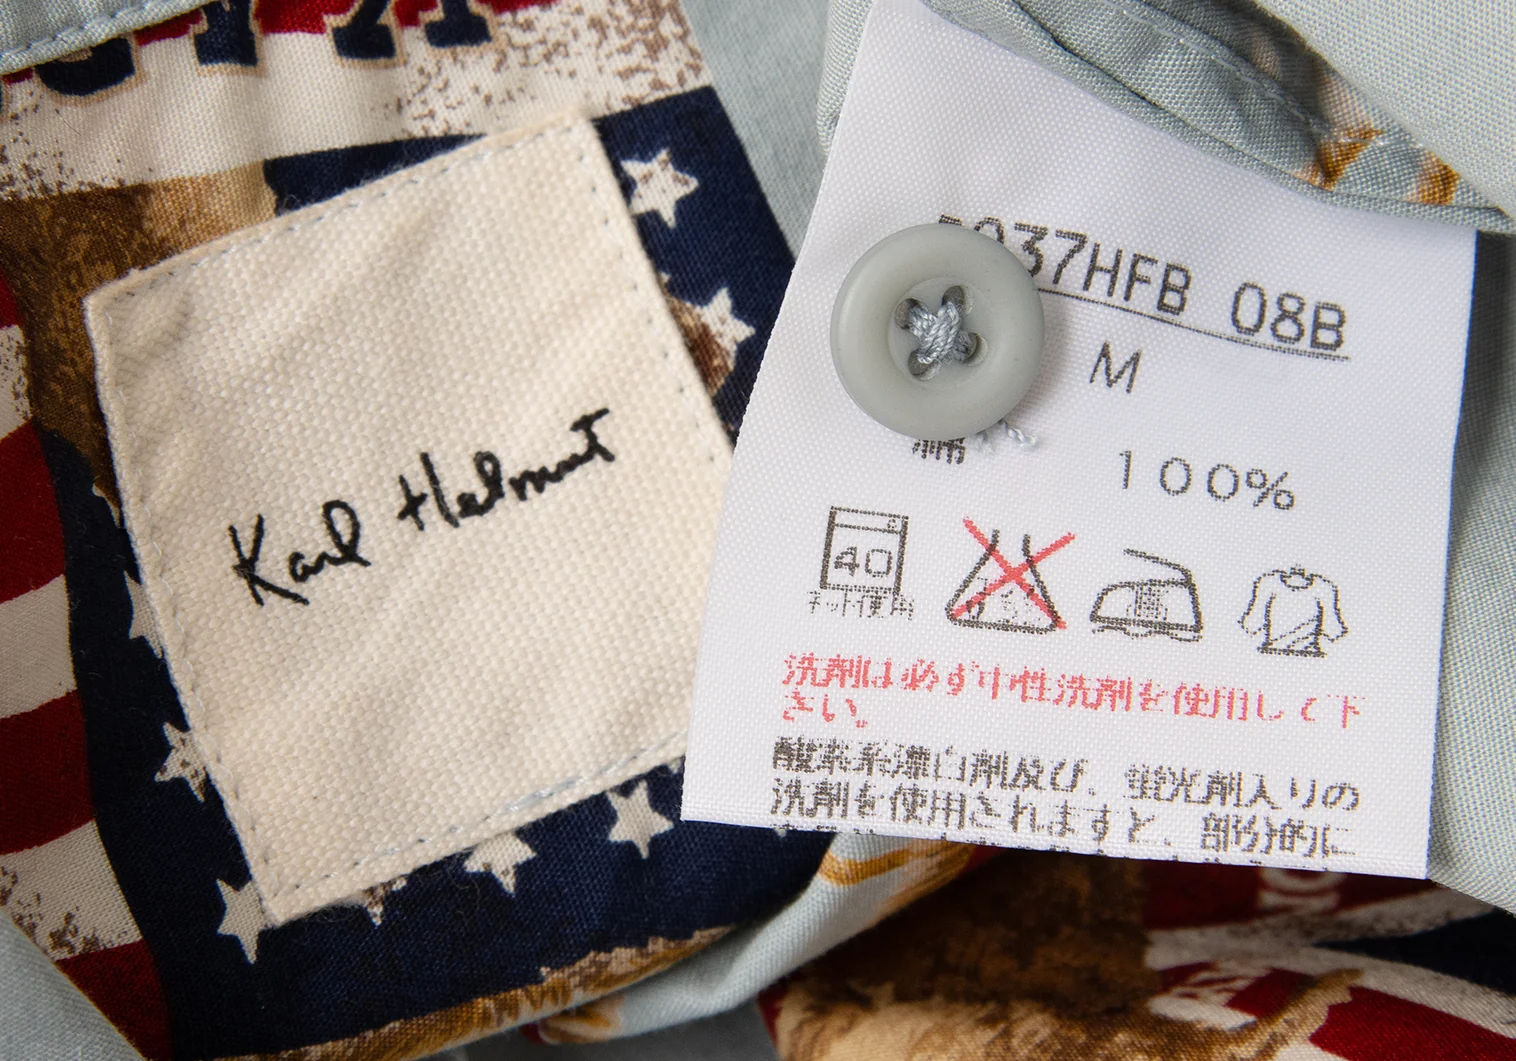 Karl Helmut
037HFB 08B
M
綿 100%
40
ネット使用
洗剤は必ず中性洗剤を使用して下
さい。
酸素系漂白剤及び、蛍光剤入りの
洗剤を使用されますと、部分的に